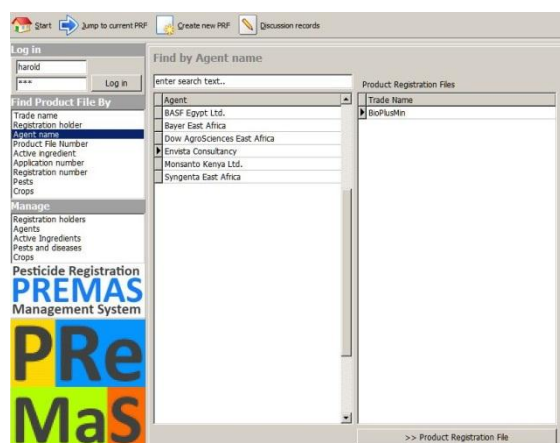 Start Jump to current PRF Create new PRF Discussion records
Log in
harold
*** Log in
Find Product File By
Trade name
Registration holder
Agent name
Product File Number
Active ingredient
Application number
Registration number
Pests
Crops
Manage
Registration holders
Agents
Active Ingredients
Pests and diseases
Crops
Pesticide Registration
PREMAS
Management System
PRe
MaS
Find by Agent name
enter search text..
Agent
BASF Egypt Ltd.
Bayer East Africa
Dow AgroSciences East Africa
Envista Consultancy
Monsanto Kenya Ltd.
Syngenta East Africa
Product Registration Files
Trade Name
BioPlusMin
>> Product Registration File